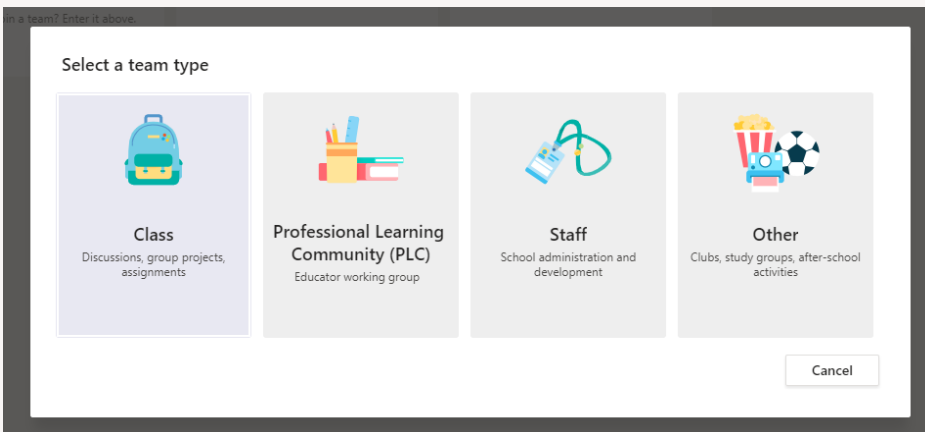 in a team? Enter it above.
Select a team type
Class
Discussions, group projects,
assignments
Professional Learning
Community (PLC)
Educator working group
Staff
School administration and
development
Other
Clubs, study groups, after-school
activities
Cancel